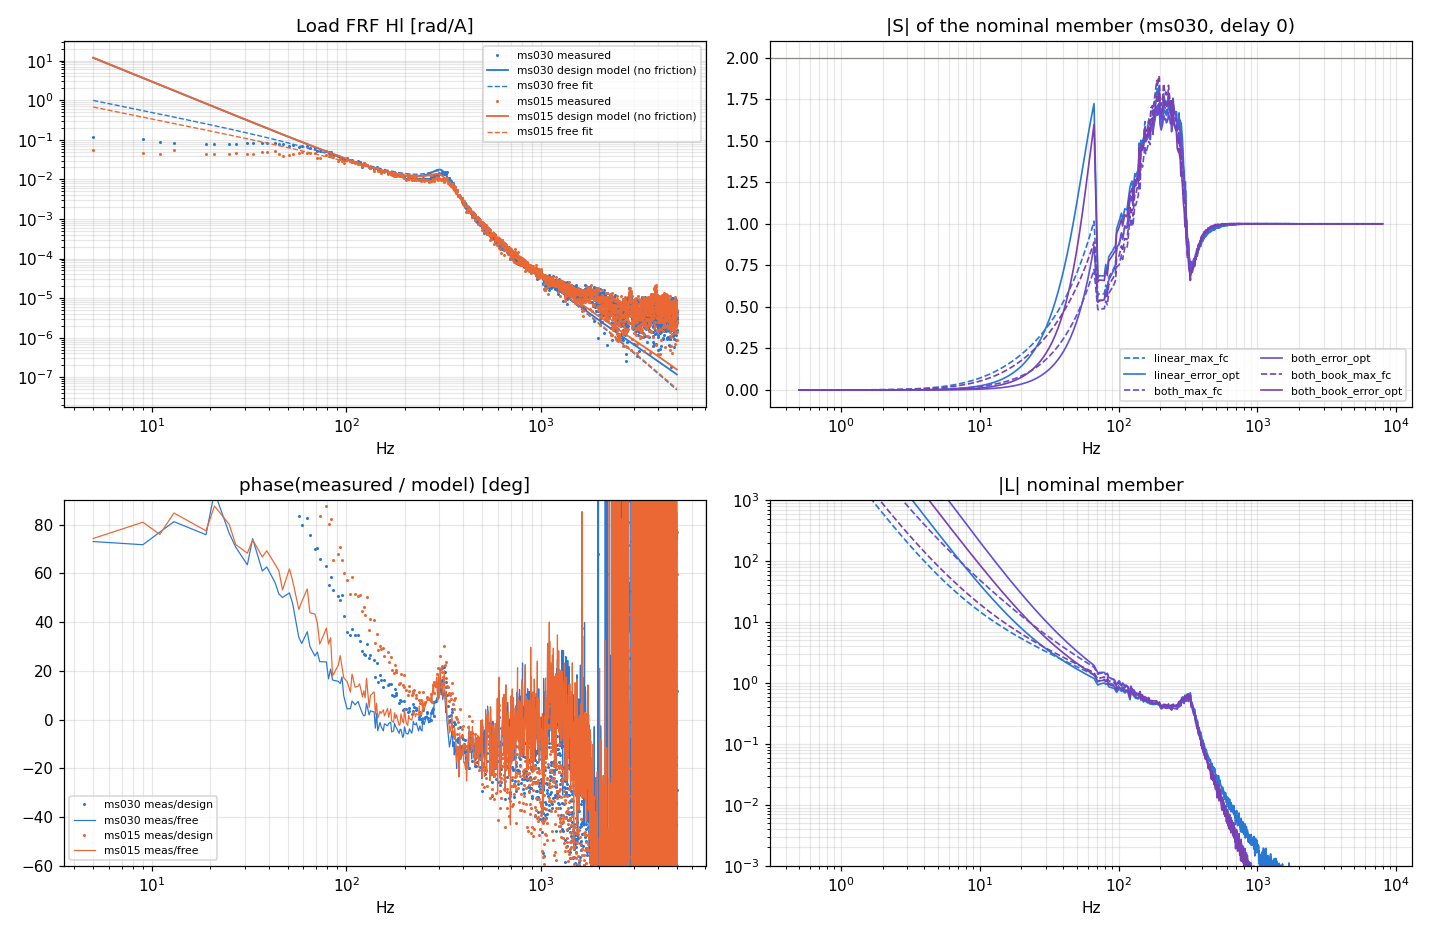 Load FRF Hl [rad/A]
10¹
10⁰
10⁻¹
10⁻²
10⁻³
10⁻⁴
10⁻⁵
10⁻⁶
10⁻⁷
ms030 measured
ms030 design model (no friction)
ms030 free fit
ms015 measured
ms015 design model (no friction)
ms015 free fit
10¹ 10² 10³
Hz
|S| of the nominal member (ms030, delay 0)
2.00
1.75
1.50
1.25
1.00
0.75
0.50
0.25
0.00
linear_max_fc
linear_error_opt
both_max_fc
both_error_opt
both_book_max_fc
both_book_error_opt
10⁰ 10¹ 10² 10³ 10⁴
Hz
phase(measured / model) [deg]
80
60
40
20
0
−20
−40
−60
ms030 meas/design
ms030 meas/free
ms015 meas/design
ms015 meas/free
10¹ 10² 10³
Hz
|L| nominal member
10³
10²
10¹
10⁰
10⁻¹
10⁻²
10⁻³
10⁰ 10¹ 10² 10³ 10⁴
Hz